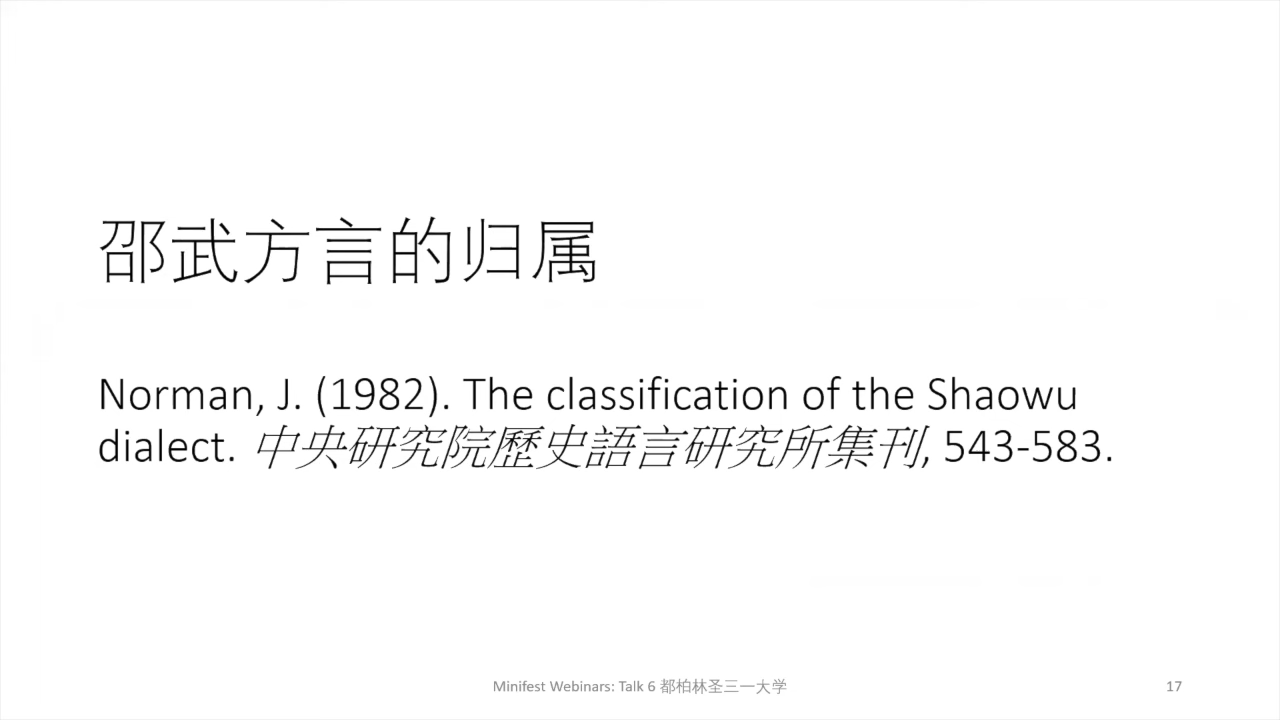 邵武方言的归属
Norman, J. (1982). The classification of the Shaowu
dialect. 中央研究院歷史語言研究所集刊, 543-583.
Minifest Webinars: Talk 6 都柏林圣三一大学
17